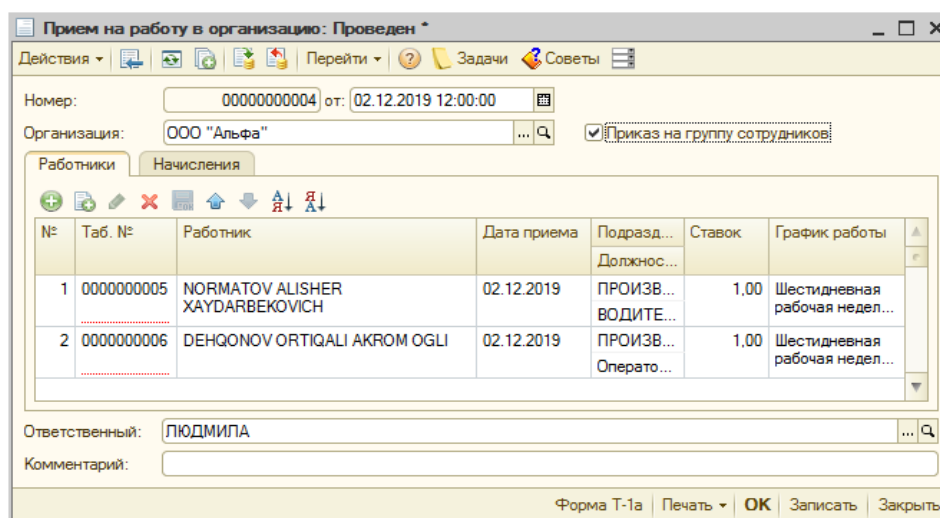 Прием на работу в организацию: Проведен *
Действия Перейти Задачи Советы
Номер: 00000000004 от: 02.12.2019 12:00:00
Организация: ООО "Альфа" ... Приказ на группу сотрудников
Работники Начисления
№ Таб. № Работник Дата приема Подразд... Ставок График работы
Должнос...
1 0000000005 NORMATOV ALISHER 02.12.2019 ПРОИЗВ... 1,00 Шестидневная
XAYDARBEKOVICH ВОДИТЕ... рабочая недел...
2 0000000006 DEHQONOV ORTIQALI AKROM OGLI 02.12.2019 ПРОИЗВ... 1,00 Шестидневная
Операто... рабочая недел...
Ответственный: ЛЮДМИЛА ...
Комментарий:
Форма Т-1а Печать OK Записать Закрыть